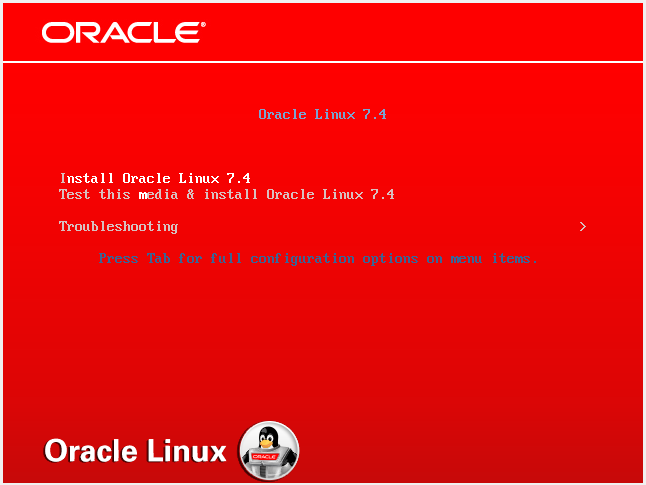 ORACLE®
Oracle Linux 7.4
Install Oracle Linux 7.4
Test this media & install Oracle Linux 7.4
Troubleshooting >
Press Tab for full configuration options on menu items.
Oracle Linux
ORACLE